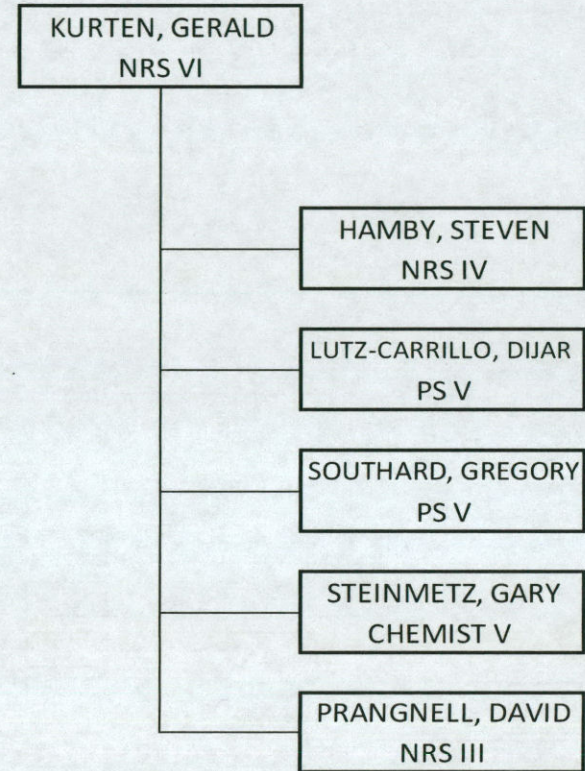 KURTEN, GERALD
NRS VI
HAMBY, STEVEN
NRS IV
LUTZ-CARRILLO, DIJAR
PS V
SOUTHARD, GREGORY
PS V
STEINMETZ, GARY
CHEMIST V
PRANGNELL, DAVID
NRS III